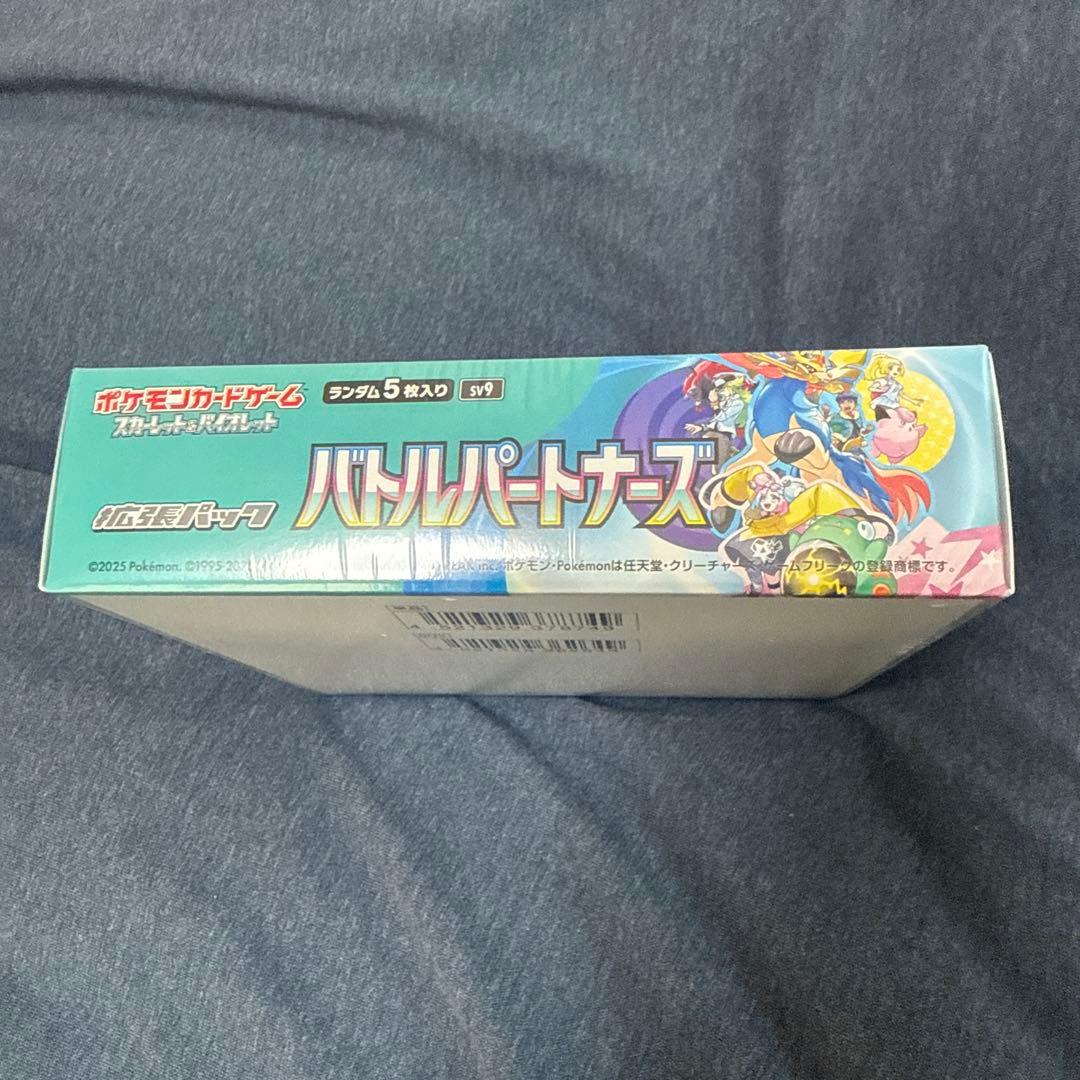 ポケモンカードゲーム
スカーレット&バイオレット
ランダム5枚入り
SV9
拡張パック
バトルパートナーズ
©2025 Pokémon. ©1995-20 Inc. ポケモン・Pokémonは任天堂・クリーチャーズ・ゲームフリークの登録商標です。